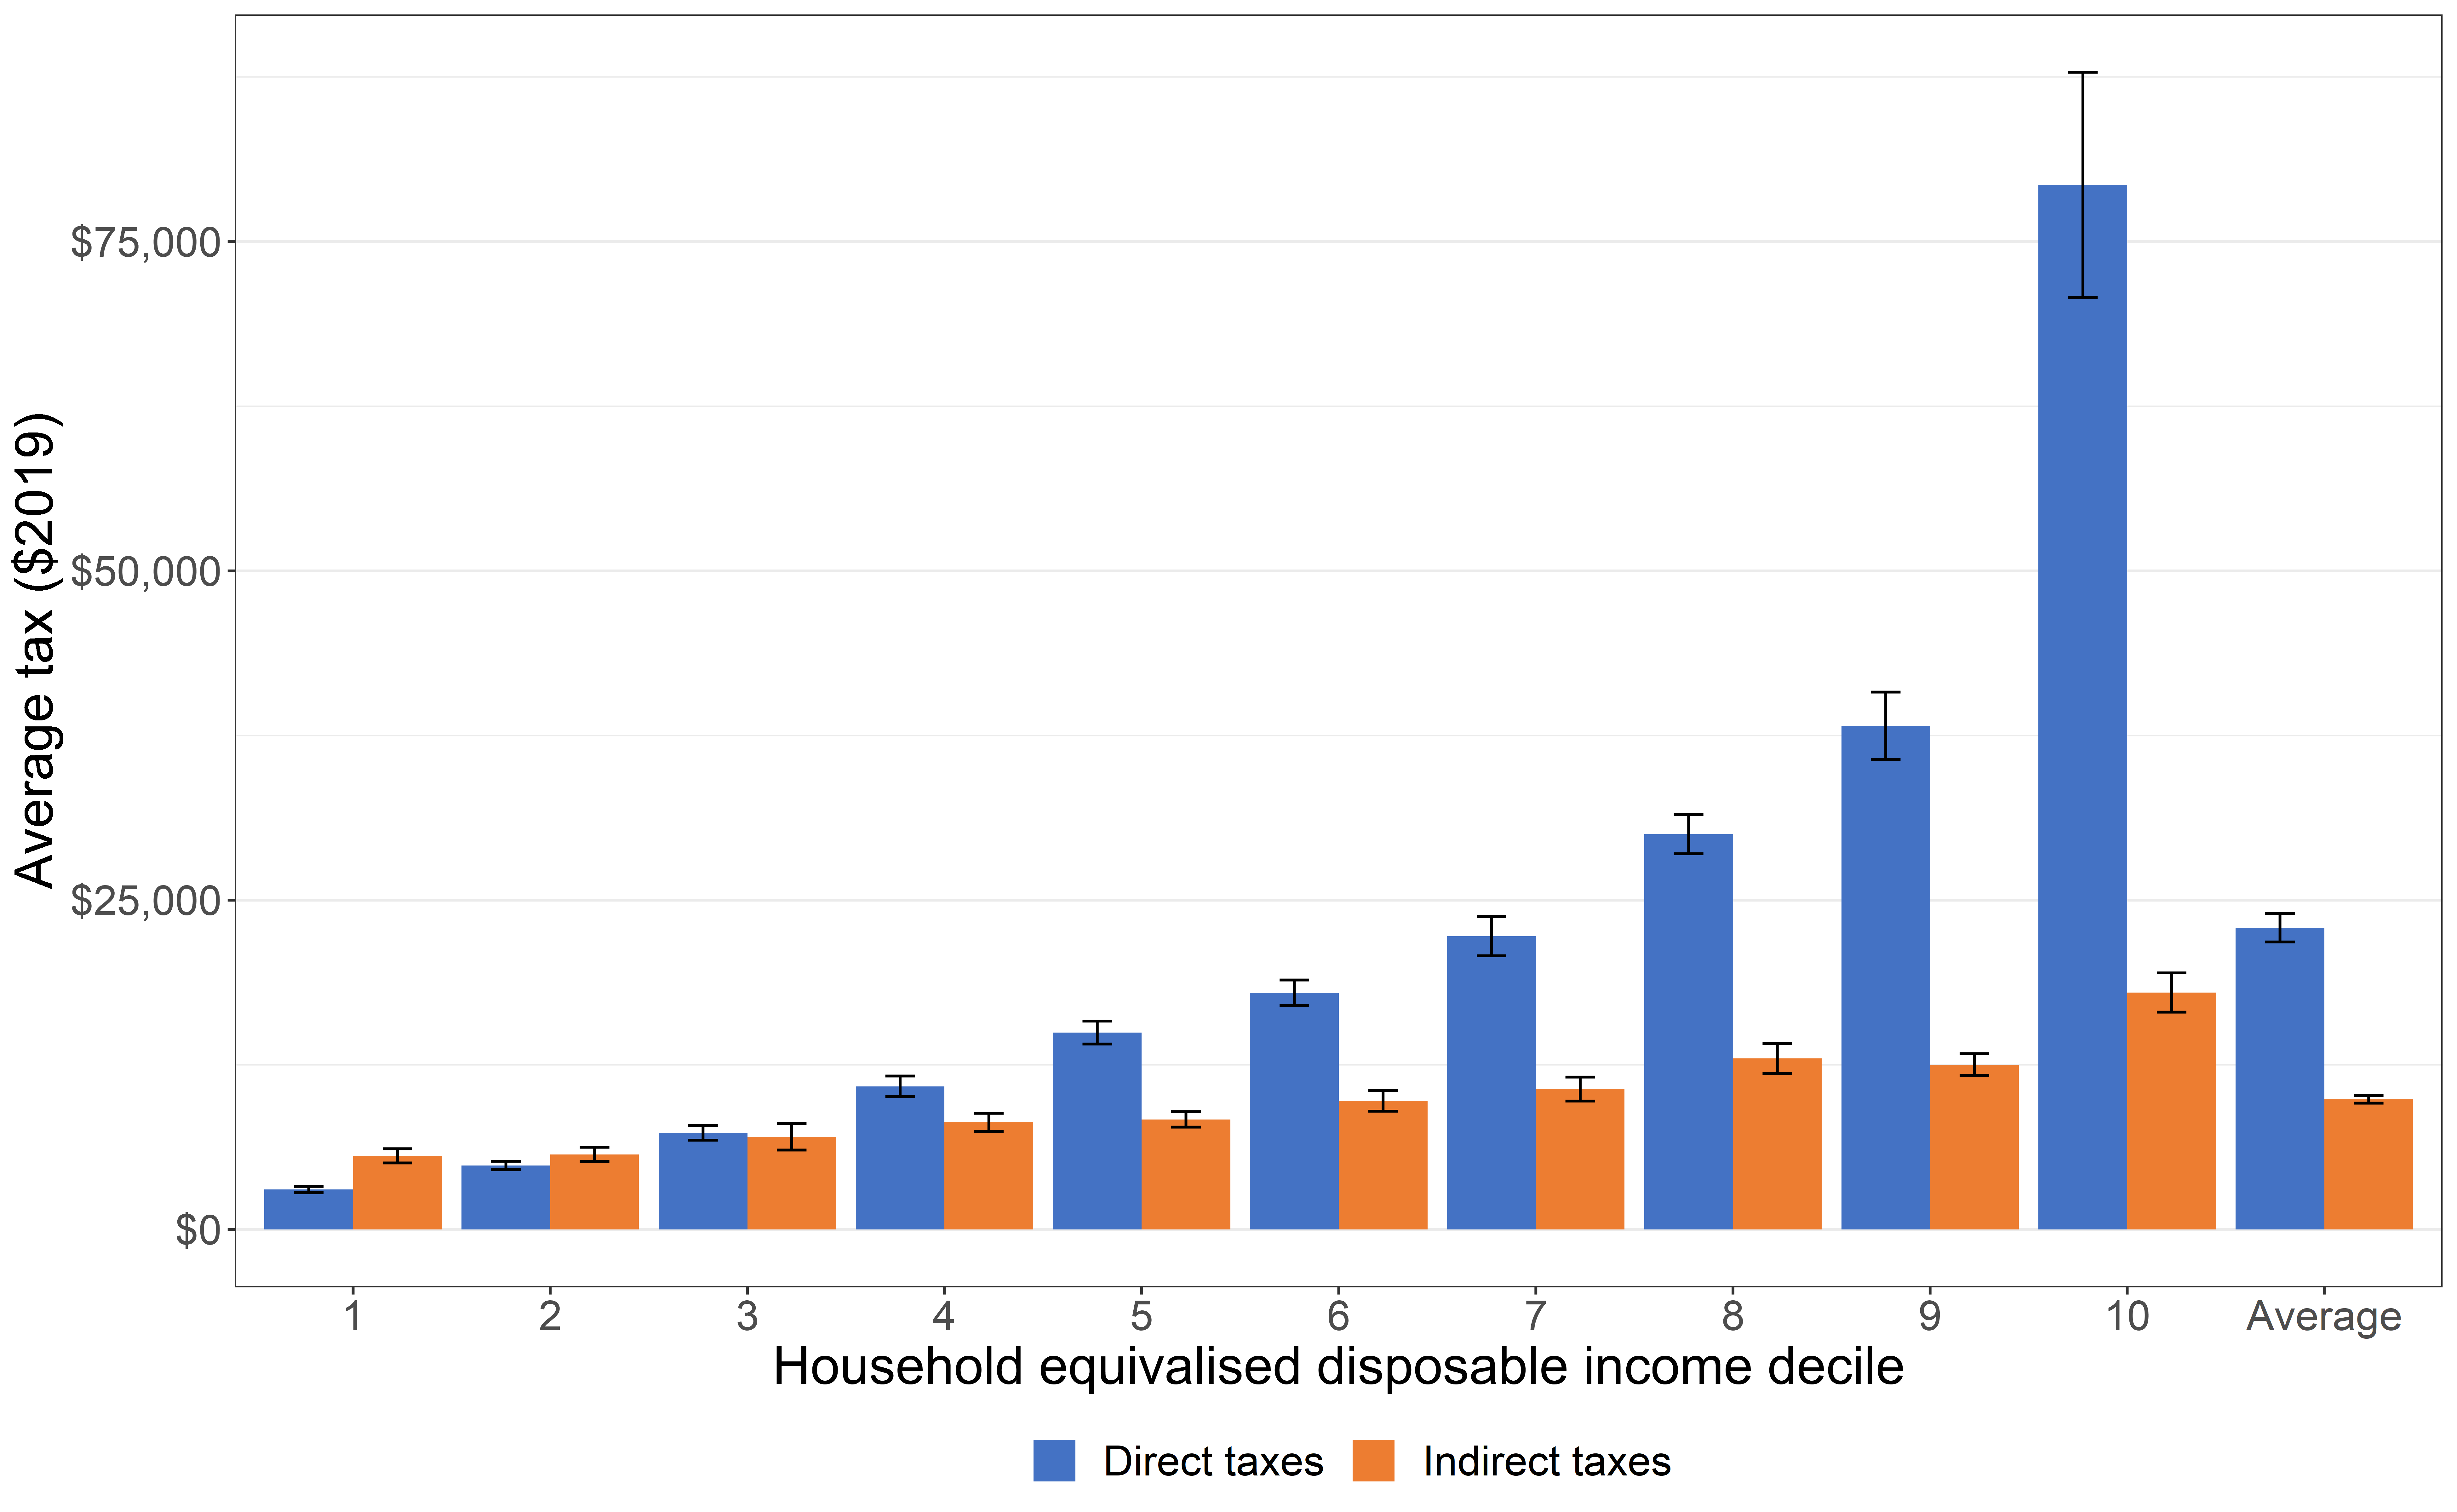 Average tax ($2019)
$75,000
$50,000
$25,000
$0
1 2 3 4 5 6 7 8 9 10 Average
Household equivalised disposable income decile
Direct taxes Indirect taxes